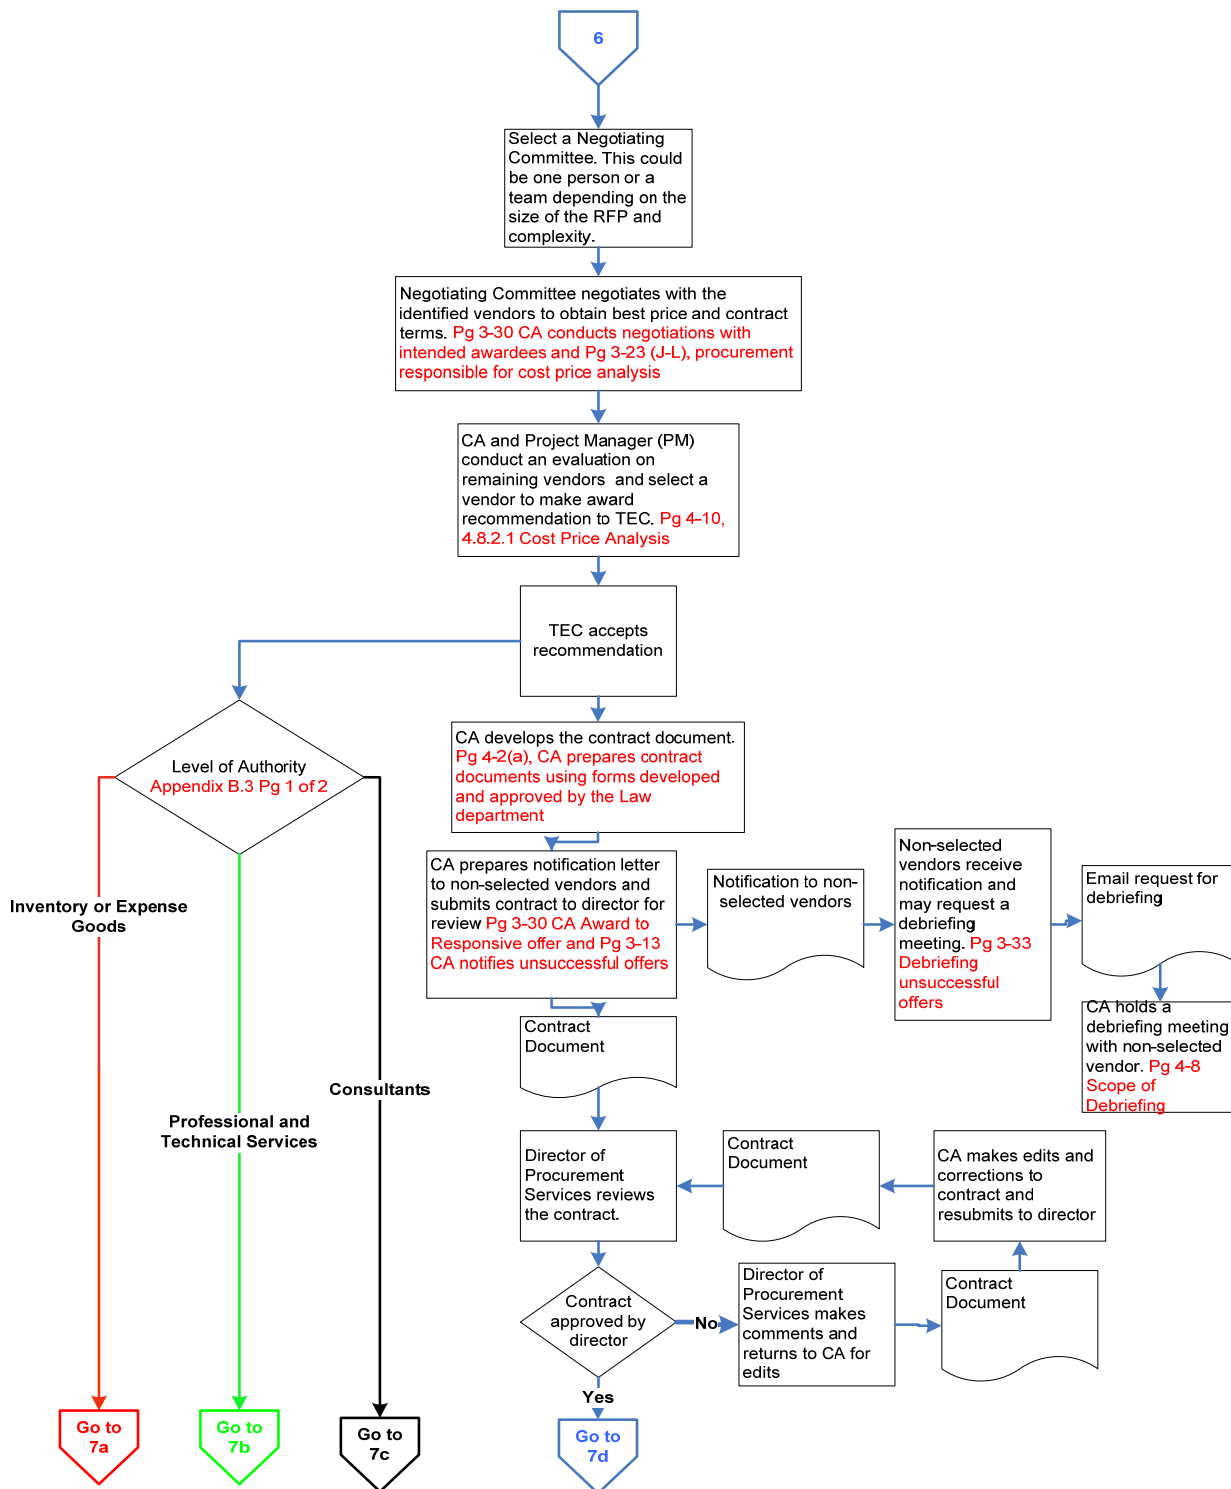 6
Select a Negotiating
Committee. This could
be one person or a
team depending on the
size of the RFP and
complexity.
Negotiating Committee negotiates with the
identified vendors to obtain best price and contract
terms. Pg 3-30 CA conducts negotiations with
intended awardees and Pg 3-23 (J-L), procurement
responsible for cost price analysis
CA and Project Manager (PM)
conduct an evaluation on
remaining vendors and select a
vendor to make award
recommendation to TEC. Pg 4-10,
4.8.2.1 Cost Price Analysis
TEC accepts
recommendation
Level of Authority
Appendix B.3 Pg 1 of 2
CA develops the contract document.
Pg 4-2(a), CA prepares contract
documents using forms developed
and approved by the Law
department
CA prepares notification letter
to non-selected vendors and
submits contract to director for
review Pg 3-30 CA Award to
Responsive offer and Pg 3-13
CA notifies unsuccessful offers
Notification to non-
selected vendors
Non-selected
vendors receive
notification and
may request a
debriefing
meeting. Pg 3-33
Debriefing
unsuccessful
offers
Email request for
debriefing
CA holds a
debriefing meeting
with non-selected
vendor. Pg 4-8
Scope of
Debriefing
Inventory or Expense
Goods
Professional and
Technical Services
Consultants
Contract
Document
Director of
Procurement
Services reviews
the contract.
Contract
Document
CA makes edits and
corrections to
contract and
resubmits to director
Contract
approved by
director
No
Director of
Procurement
Services makes
comments and
returns to CA for
edits
Contract
Document
Yes
Go to
7a
Go to
7b
Go to
7c
Go to
7d